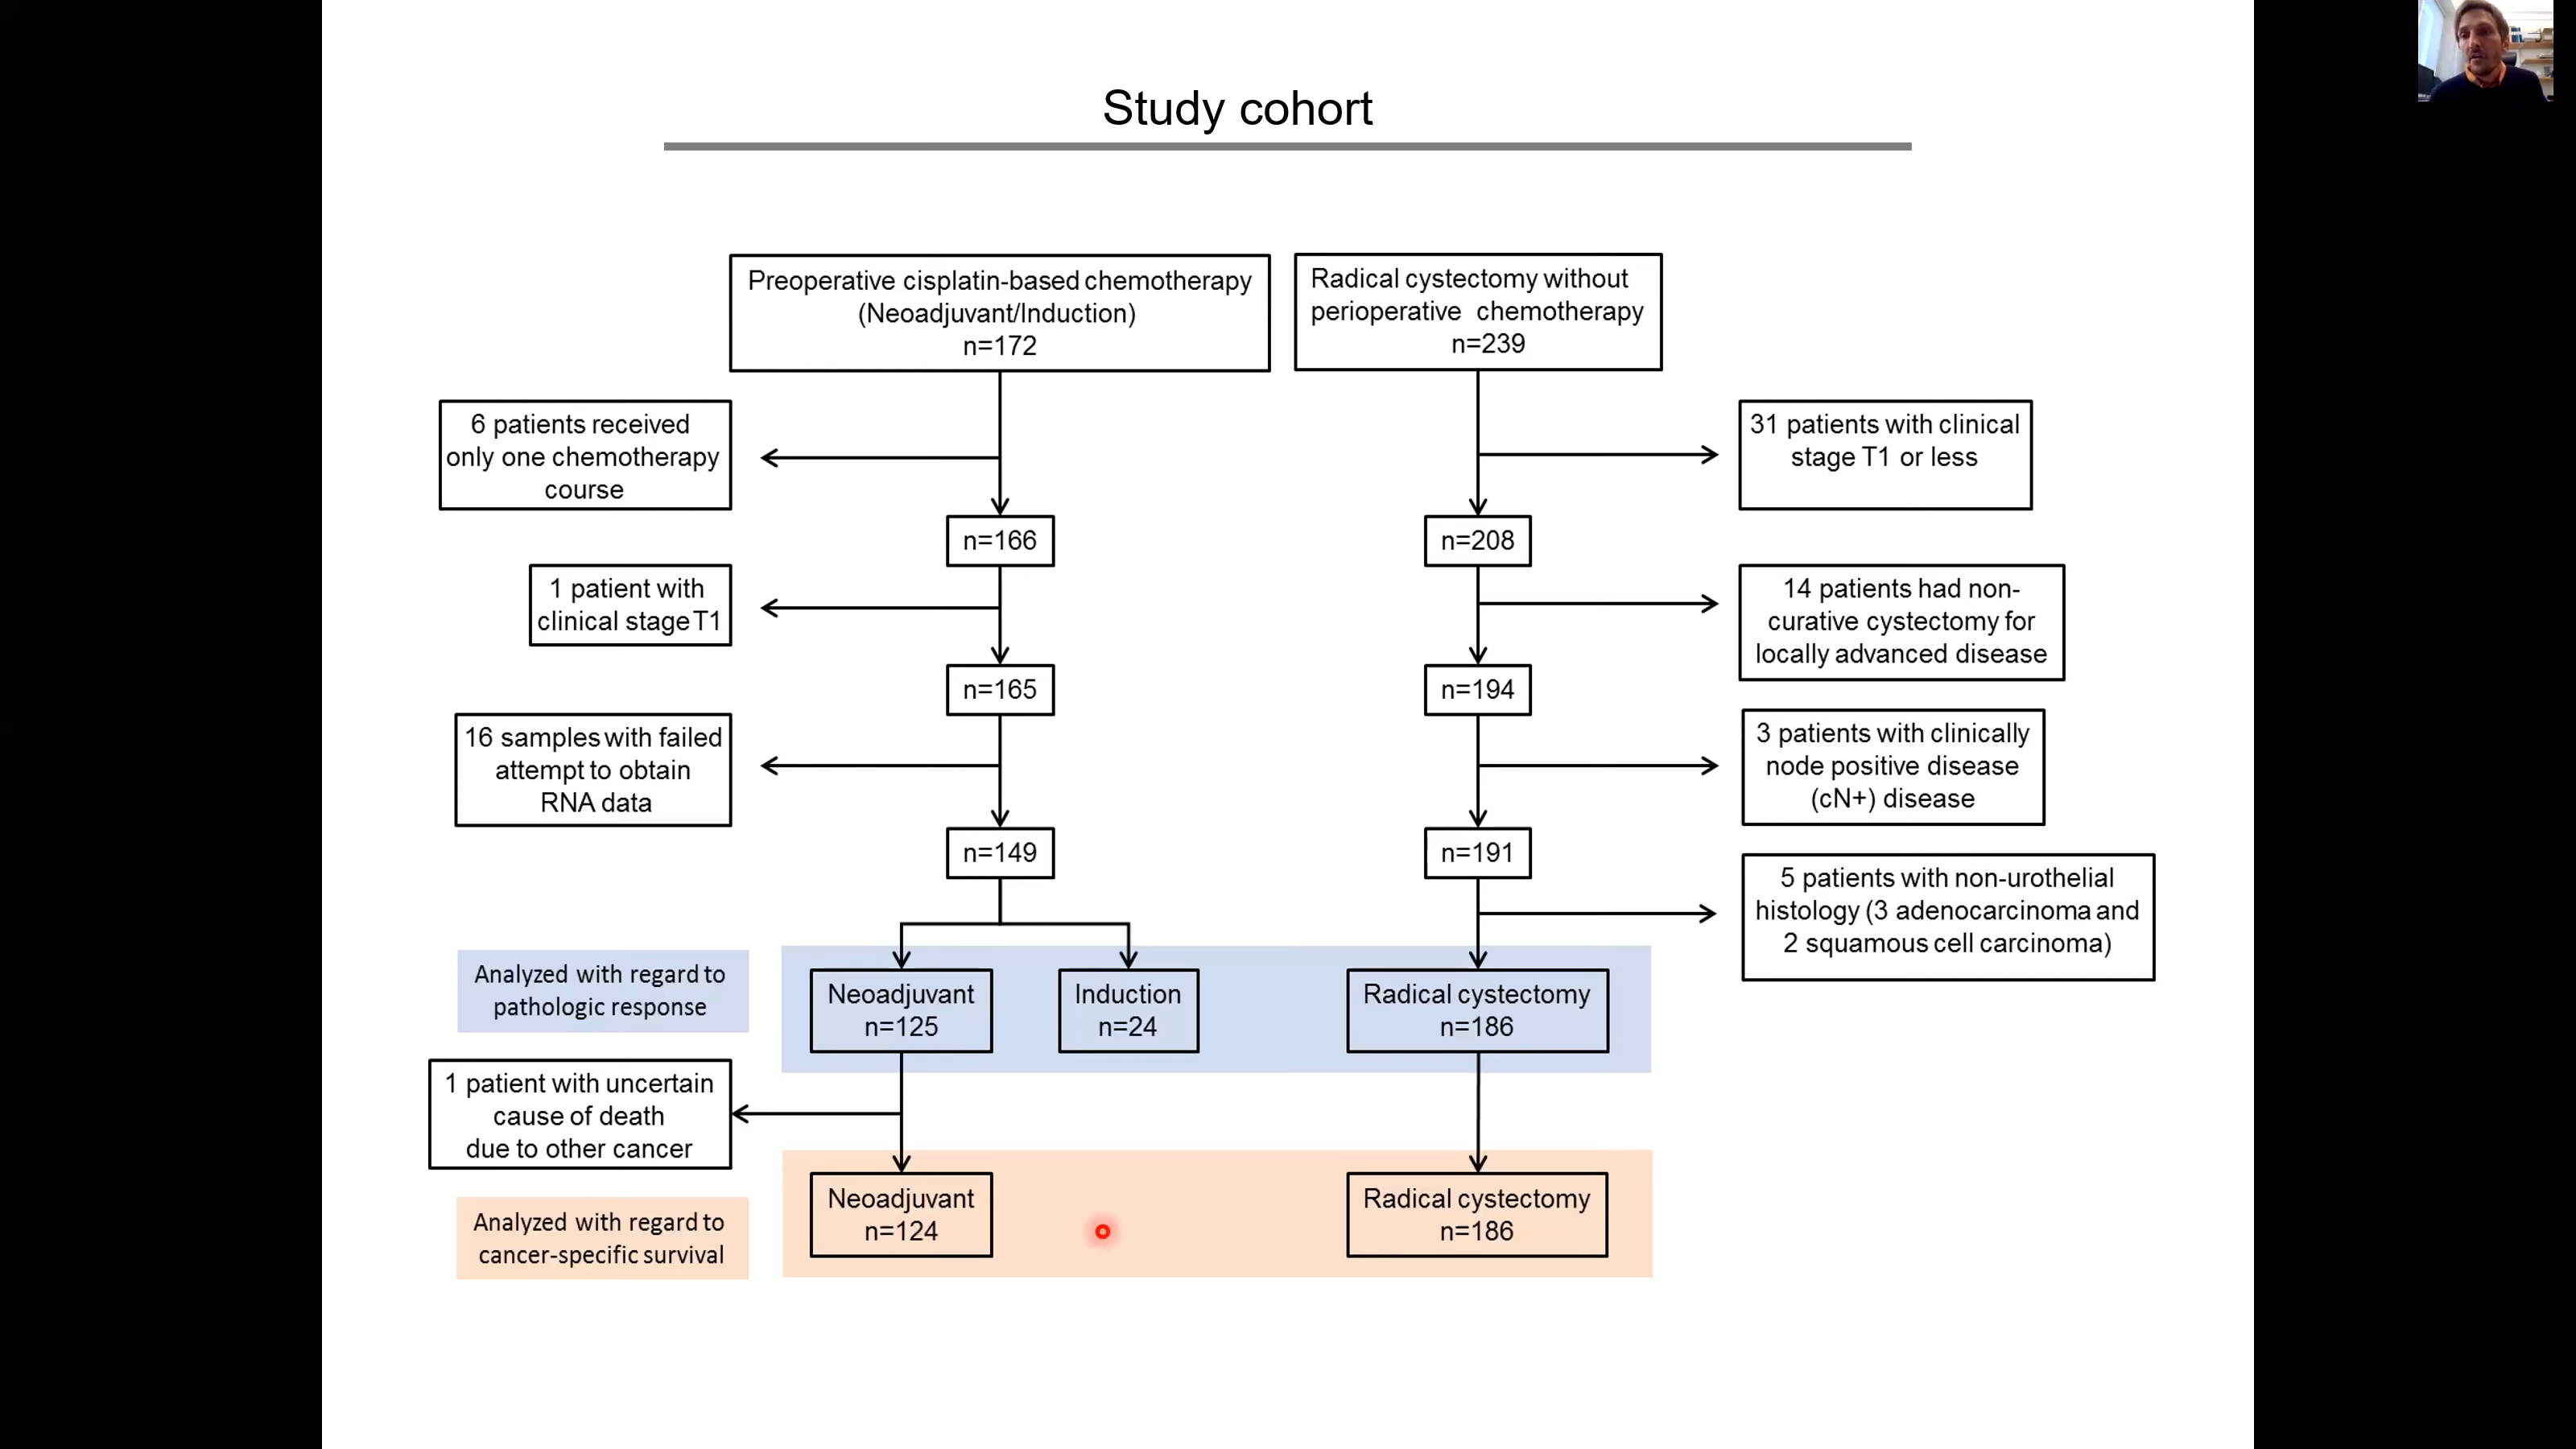 Study cohort
Preoperative cisplatin-based chemotherapy
(Neoadjuvant/Induction)
n=172
Radical cystectomy without
perioperative chemotherapy
n=239
6 patients received
only one chemotherapy
course
31 patients with clinical
stage T1 or less
n=166
n=208
1 patient with
clinical stage T1
14 patients had non-
curative cystectomy for
locally advanced disease
n=165
n=194
16 samples with failed
attempt to obtain
RNA data
3 patients with clinically
node positive disease
(cN+) disease
n=149
n=191
5 patients with non-urothelial
histology (3 adenocarcinoma and
2 squamous cell carcinoma)
Analyzed with regard to
pathologic response
Neoadjuvant
n=125
Induction
n=24
Radical cystectomy
n=186
1 patient with uncertain
cause of death
due to other cancer
Analyzed with regard to
cancer-specific survival
Neoadjuvant
n=124
Radical cystectomy
n=186